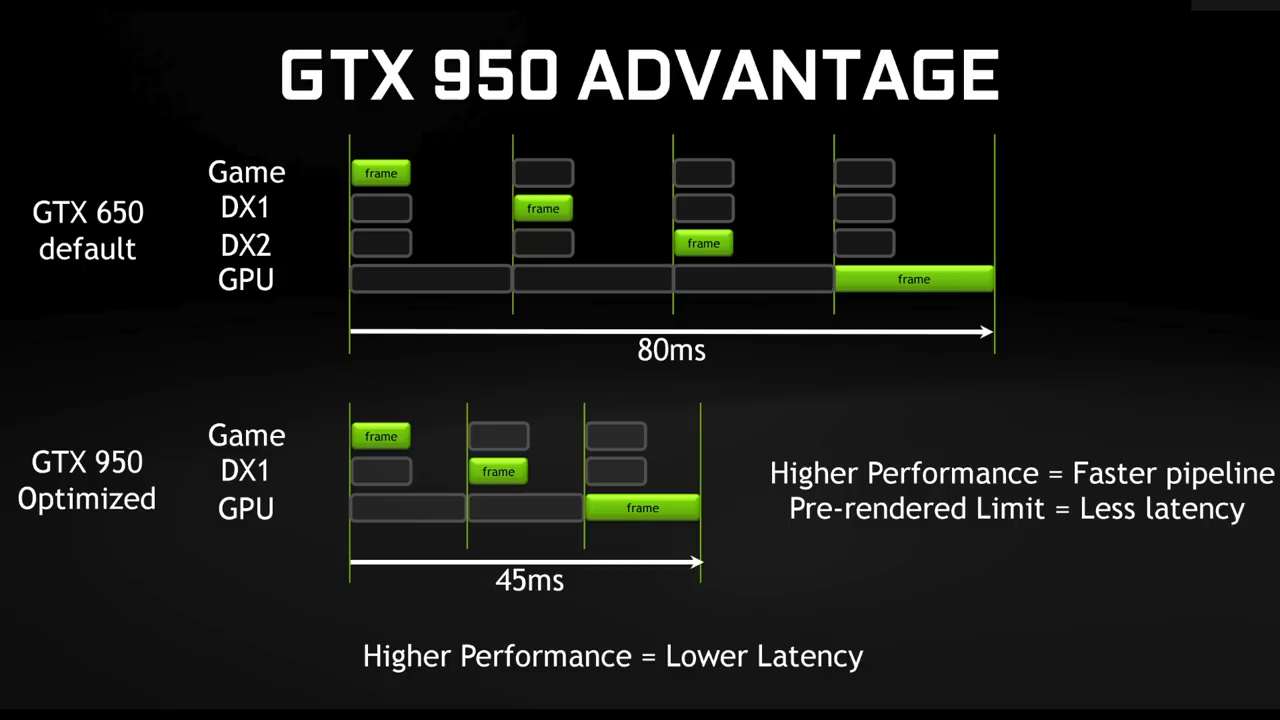 GTX 950 ADVANTAGE
GTX 650
default
Game
DX1
DX2
GPU
frame
frame
frame
frame
80ms
GTX 950
Optimized
Game
DX1
GPU
frame
frame
frame
45ms
Higher Performance = Faster pipeline
Pre-rendered Limit = Less latency
Higher Performance = Lower Latency